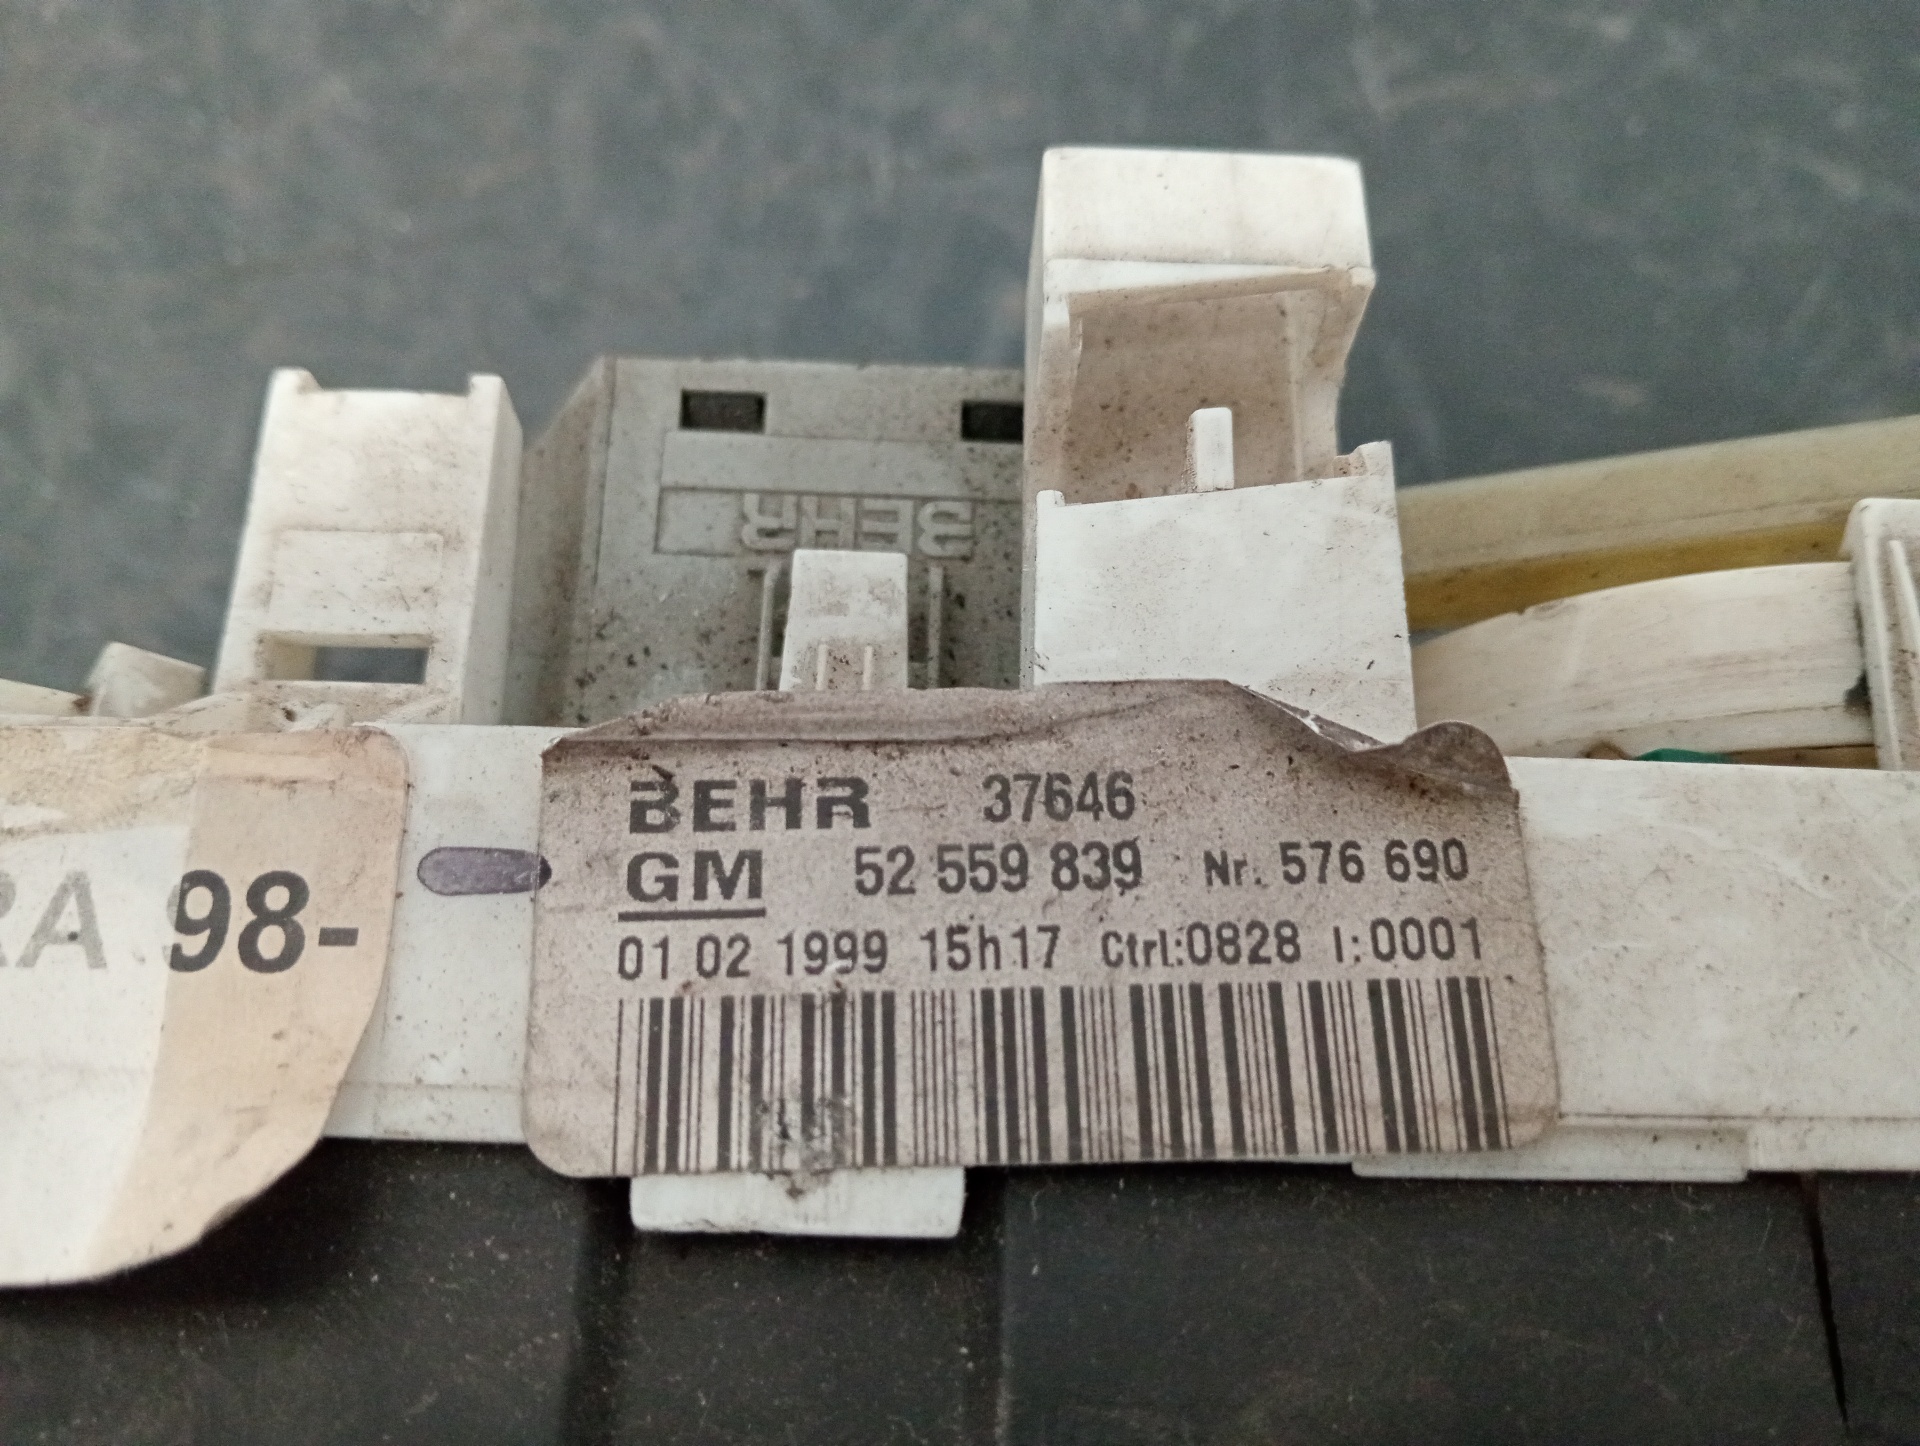 BEHR
BEHR 37646
GM 52 559 839 Nr. 576 690
01 02 1999 15h17 Ctrl:0828 I:0001
RA 98-